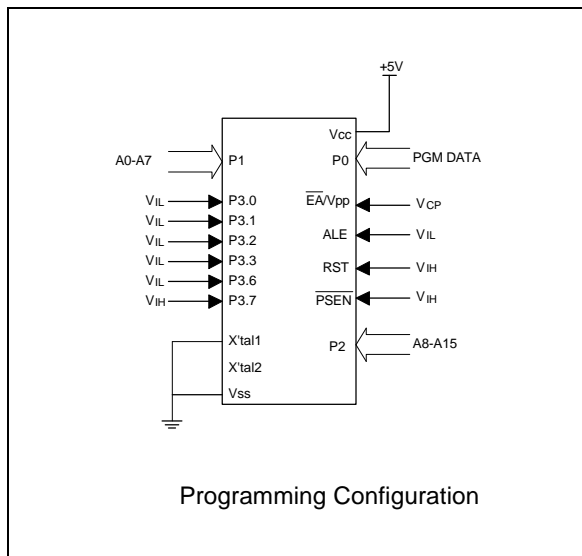 +5V
Vcc
A0-A7
P1
P0
PGM DATA
VIL
P3.0
EA/Vpp
VCP
VIL
P3.1
VIL
P3.2
ALE
VIL
VIL
P3.3
RST
VIH
VIL
P3.6
VIH
P3.7
PSEN
VIH
X'tal1
P2
A8-A15
X'tal2
Vss
Programming Configuration